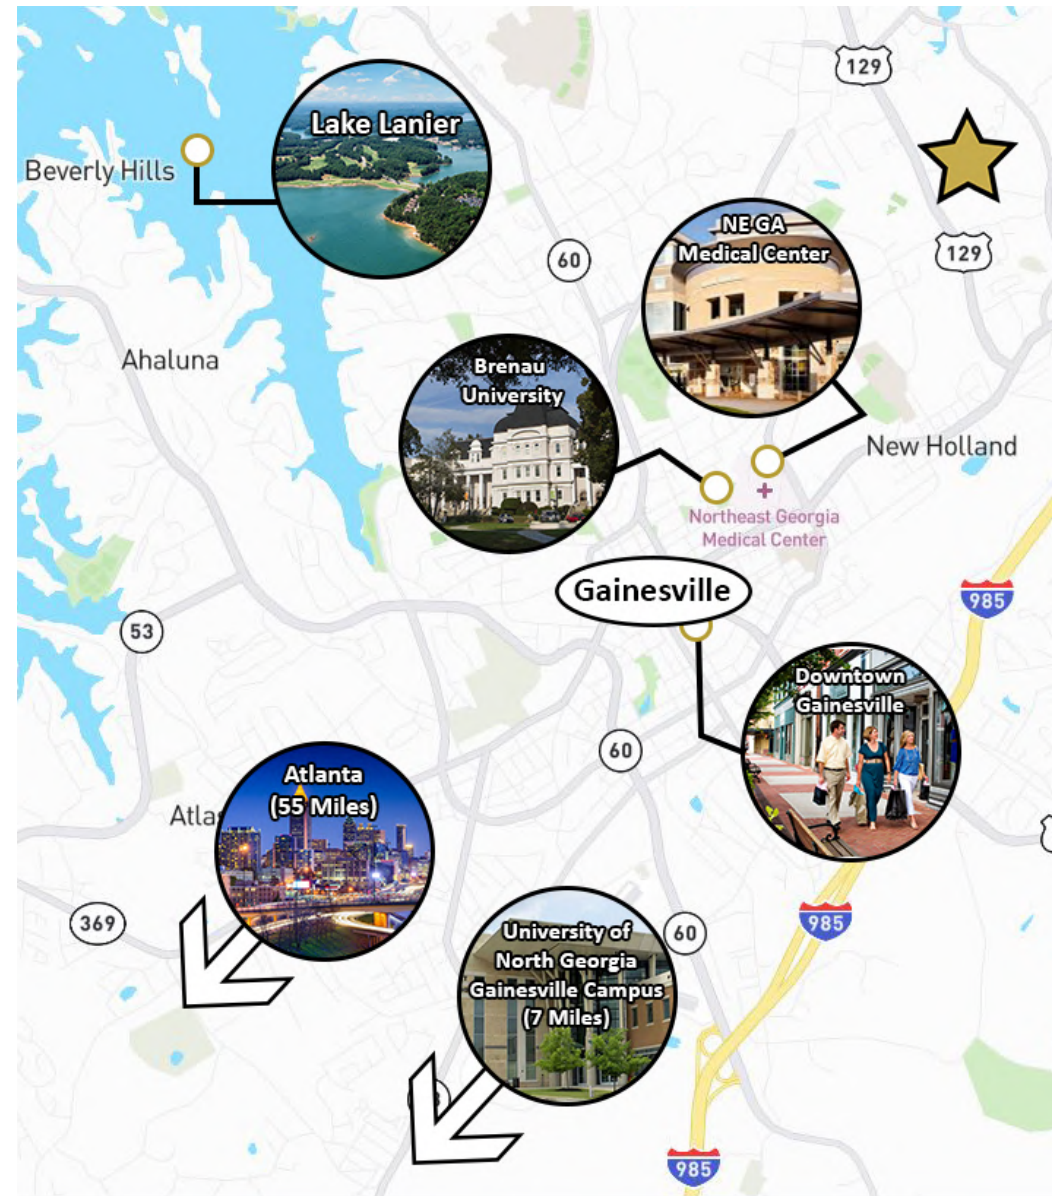 129
Lake Lanier
Beverly Hills
NE GA
Medical Center
60
129
Ahaluna
Brenau
University
New Holland
Northeast Georgia
Medical Center
Gainesville
985
53
Downtown
Gainesville
60
Atlanta
(55 Miles)
Atlas
369
985
60
University of
North Georgia
Gainesville Campus
(7 Miles)
985